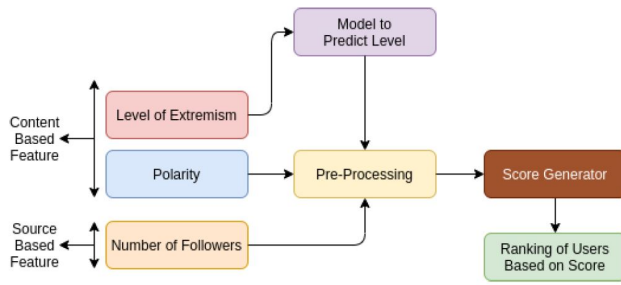 Model to
Predict Level
Content
Based
Feature
Level of Extremism
Polarity
Pre-Processing
Score Generator
Source
Based
Feature
Number of Followers
Ranking of Users
Based on Score